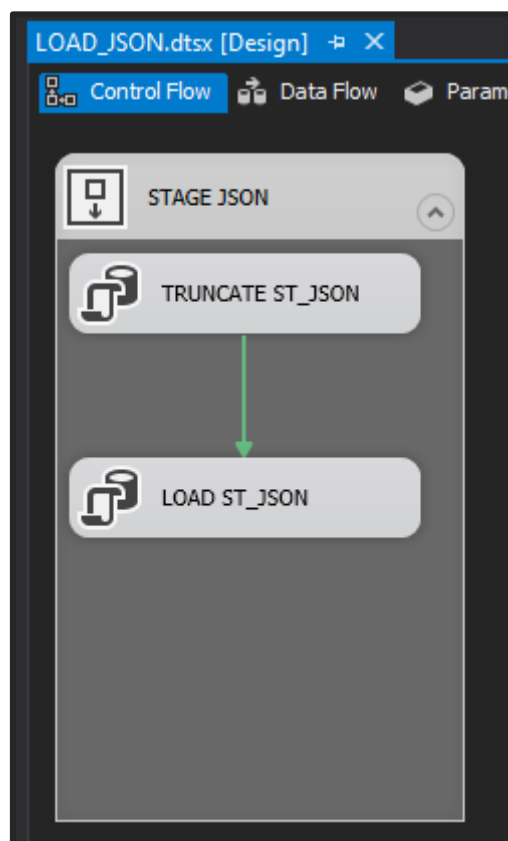 LOAD_JSON.dtsx [Design]
Control Flow Data Flow Param
STAGE JSON
TRUNCATE ST_JSON
LOAD ST_JSON